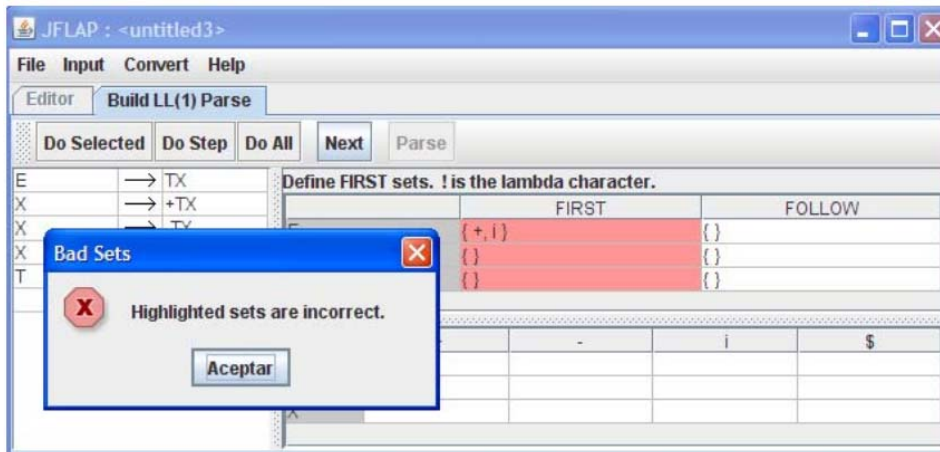 JFLAP : <untitled3>
File Input Convert Help
Editor Build LL(1) Parse
Do Selected Do Step Do All Next Parse
E → TX
X → +TX
X → -TX
X
T
Define FIRST sets. ! is the lambda character.
FIRST FOLLOW
{ +, i } { }
{ } { }
{ } { }
Bad Sets
Highlighted sets are incorrect.
Aceptar
- i $
X